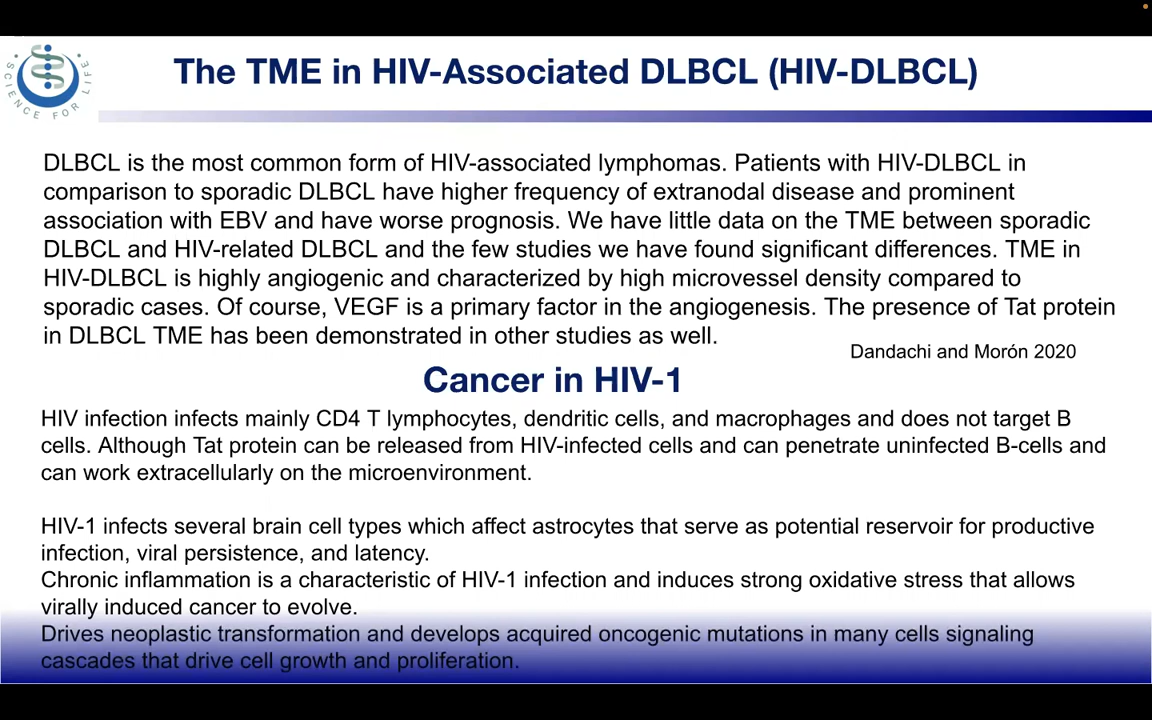 The TME in HIV-Associated DLBCL (HIV-DLBCL)
SCIENCE FOR LIFE
DLBCL is the most common form of HIV-associated lymphomas. Patients with HIV-DLBCL in
comparison to sporadic DLBCL have higher frequency of extranodal disease and prominent
association with EBV and have worse prognosis. We have little data on the TME between sporadic
DLBCL and HIV-related DLBCL and the few studies we have found significant differences. TME in
HIV-DLBCL is highly angiogenic and characterized by high microvessel density compared to
sporadic cases. Of course, VEGF is a primary factor in the angiogenesis. The presence of Tat protein
in DLBCL TME has been demonstrated in other studies as well.
Dandachi and Morón 2020
Cancer in HIV-1
HIV infection infects mainly CD4 T lymphocytes, dendritic cells, and macrophages and does not target B
cells. Although Tat protein can be released from HIV-infected cells and can penetrate uninfected B-cells and
can work extracellularly on the microenvironment.
HIV-1 infects several brain cell types which affect astrocytes that serve as potential reservoir for productive
infection, viral persistence, and latency.
Chronic inflammation is a characteristic of HIV-1 infection and induces strong oxidative stress that allows
virally induced cancer to evolve.
Drives neoplastic transformation and develops acquired oncogenic mutations in many cells signaling
cascades that drive cell growth and proliferation.